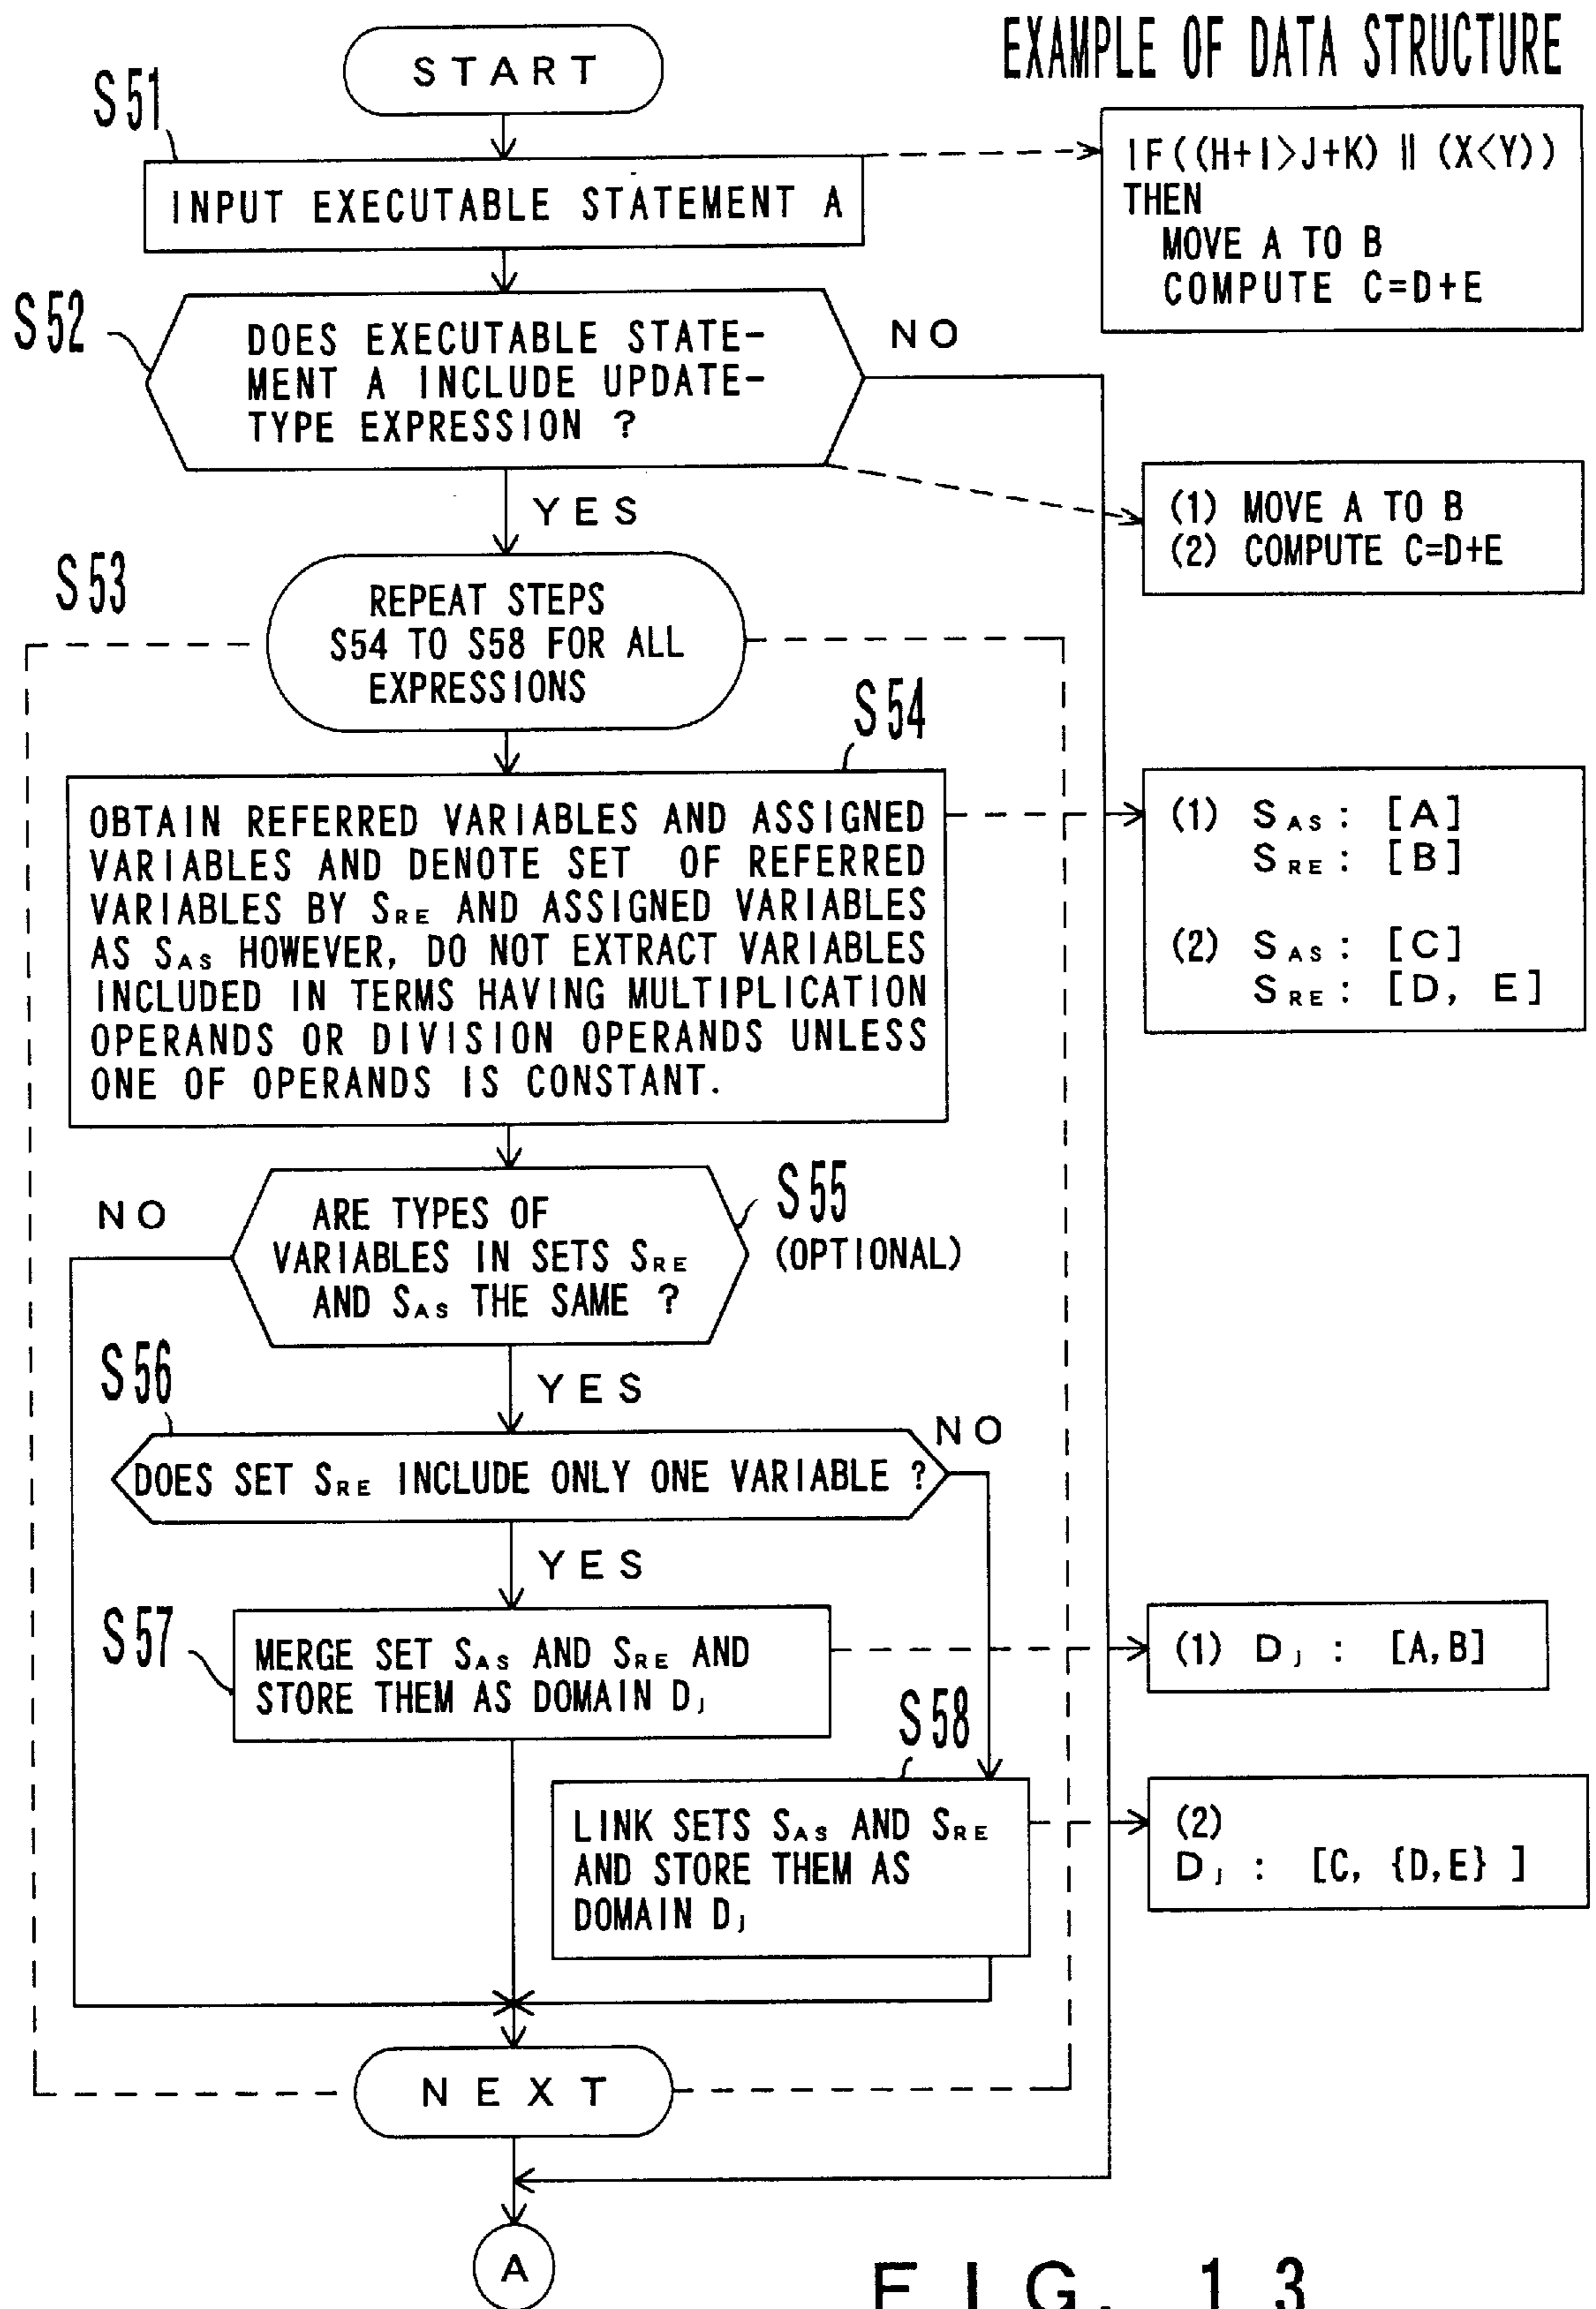 EXAMPLE OF DATA STRUCTURE
START
S51
INPUT EXECUTABLE STATEMENT A
IF((H+I>J+K) || (X<Y))
THEN
MOVE A TO B
COMPUTE C=D+E
S52
DOES EXECUTABLE STATE-
MENT A INCLUDE UPDATE-
TYPE EXPRESSION ?
NO
YES
(1) MOVE A TO B
(2) COMPUTE C=D+E
S53
REPEAT STEPS
S54 TO S58 FOR ALL
EXPRESSIONS
S54
OBTAIN REFERRED VARIABLES AND ASSIGNED
VARIABLES AND DENOTE SET OF REFERRED
VARIABLES BY SRE AND ASSIGNED VARIABLES
AS SAS HOWEVER, DO NOT EXTRACT VARIABLES
INCLUDED IN TERMS HAVING MULTIPLICATION
OPERANDS OR DIVISION OPERANDS UNLESS
ONE OF OPERANDS IS CONSTANT.
(1) SAS: [A]
SRE: [B]
(2) SAS: [C]
SRE: [D, E]
S55
(OPTIONAL)
NO
ARE TYPES OF
VARIABLES IN SETS SRE
AND SAS THE SAME ?
YES
S56
DOES SET SRE INCLUDE ONLY ONE VARIABLE ?
NO
YES
S57
MERGE SET SAS AND SRE AND
STORE THEM AS DOMAIN DJ
(1) DJ : [A,B]
S58
LINK SETS SAS AND SRE
AND STORE THEM AS
DOMAIN DJ
(2)
DJ : [C, {D,E} ]
NEXT
A
FIG. 13